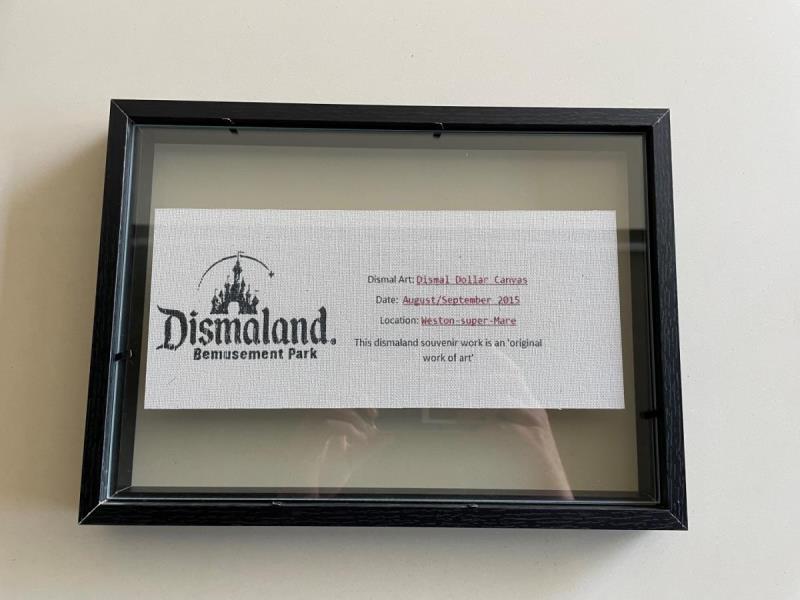 Dismaland.
Bemusement Park
Dismal Art: Dismal Dollar Canvas
Date: August/September 2015
Location: Weston-super-Mare
This dismaland souvenir work is an 'original
work of art'